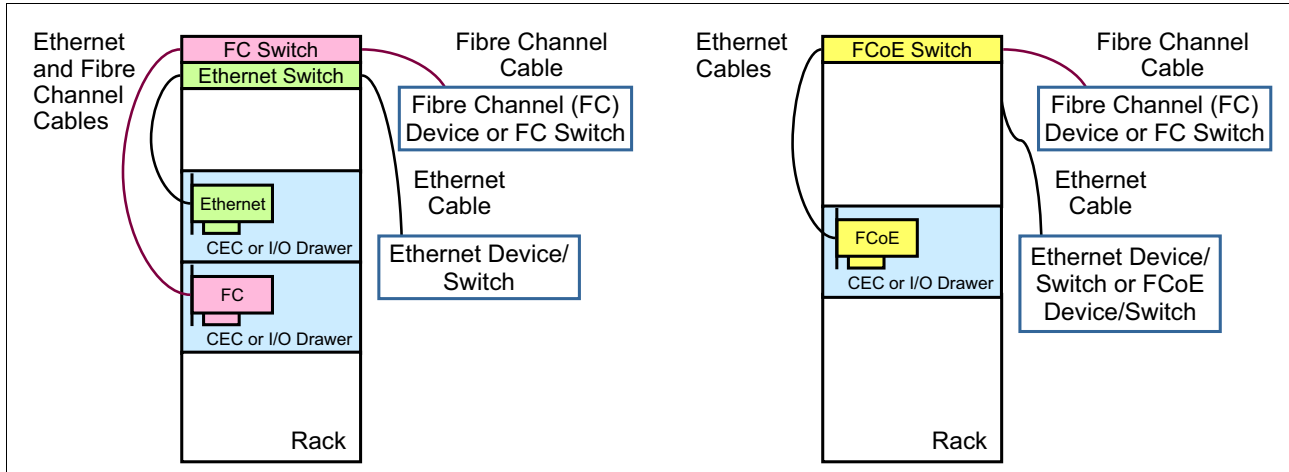 Ethernet
and Fibre
Channel
Cables
FC Switch
Ethernet Switch
Fibre Channel
Cable
Fibre Channel (FC)
Device or FC Switch
Ethernet
CEC or I/O Drawer
Ethernet
Cable
Ethernet Device/
Switch
FC
CEC or I/O Drawer
Rack
Ethernet
Cables
FCoE Switch
Fibre Channel
Cable
Fibre Channel (FC)
Device or FC Switch
Ethernet
Cable
FCoE
CEC or I/O Drawer
Ethernet Device/
Switch or FCoE
Device/Switch
Rack